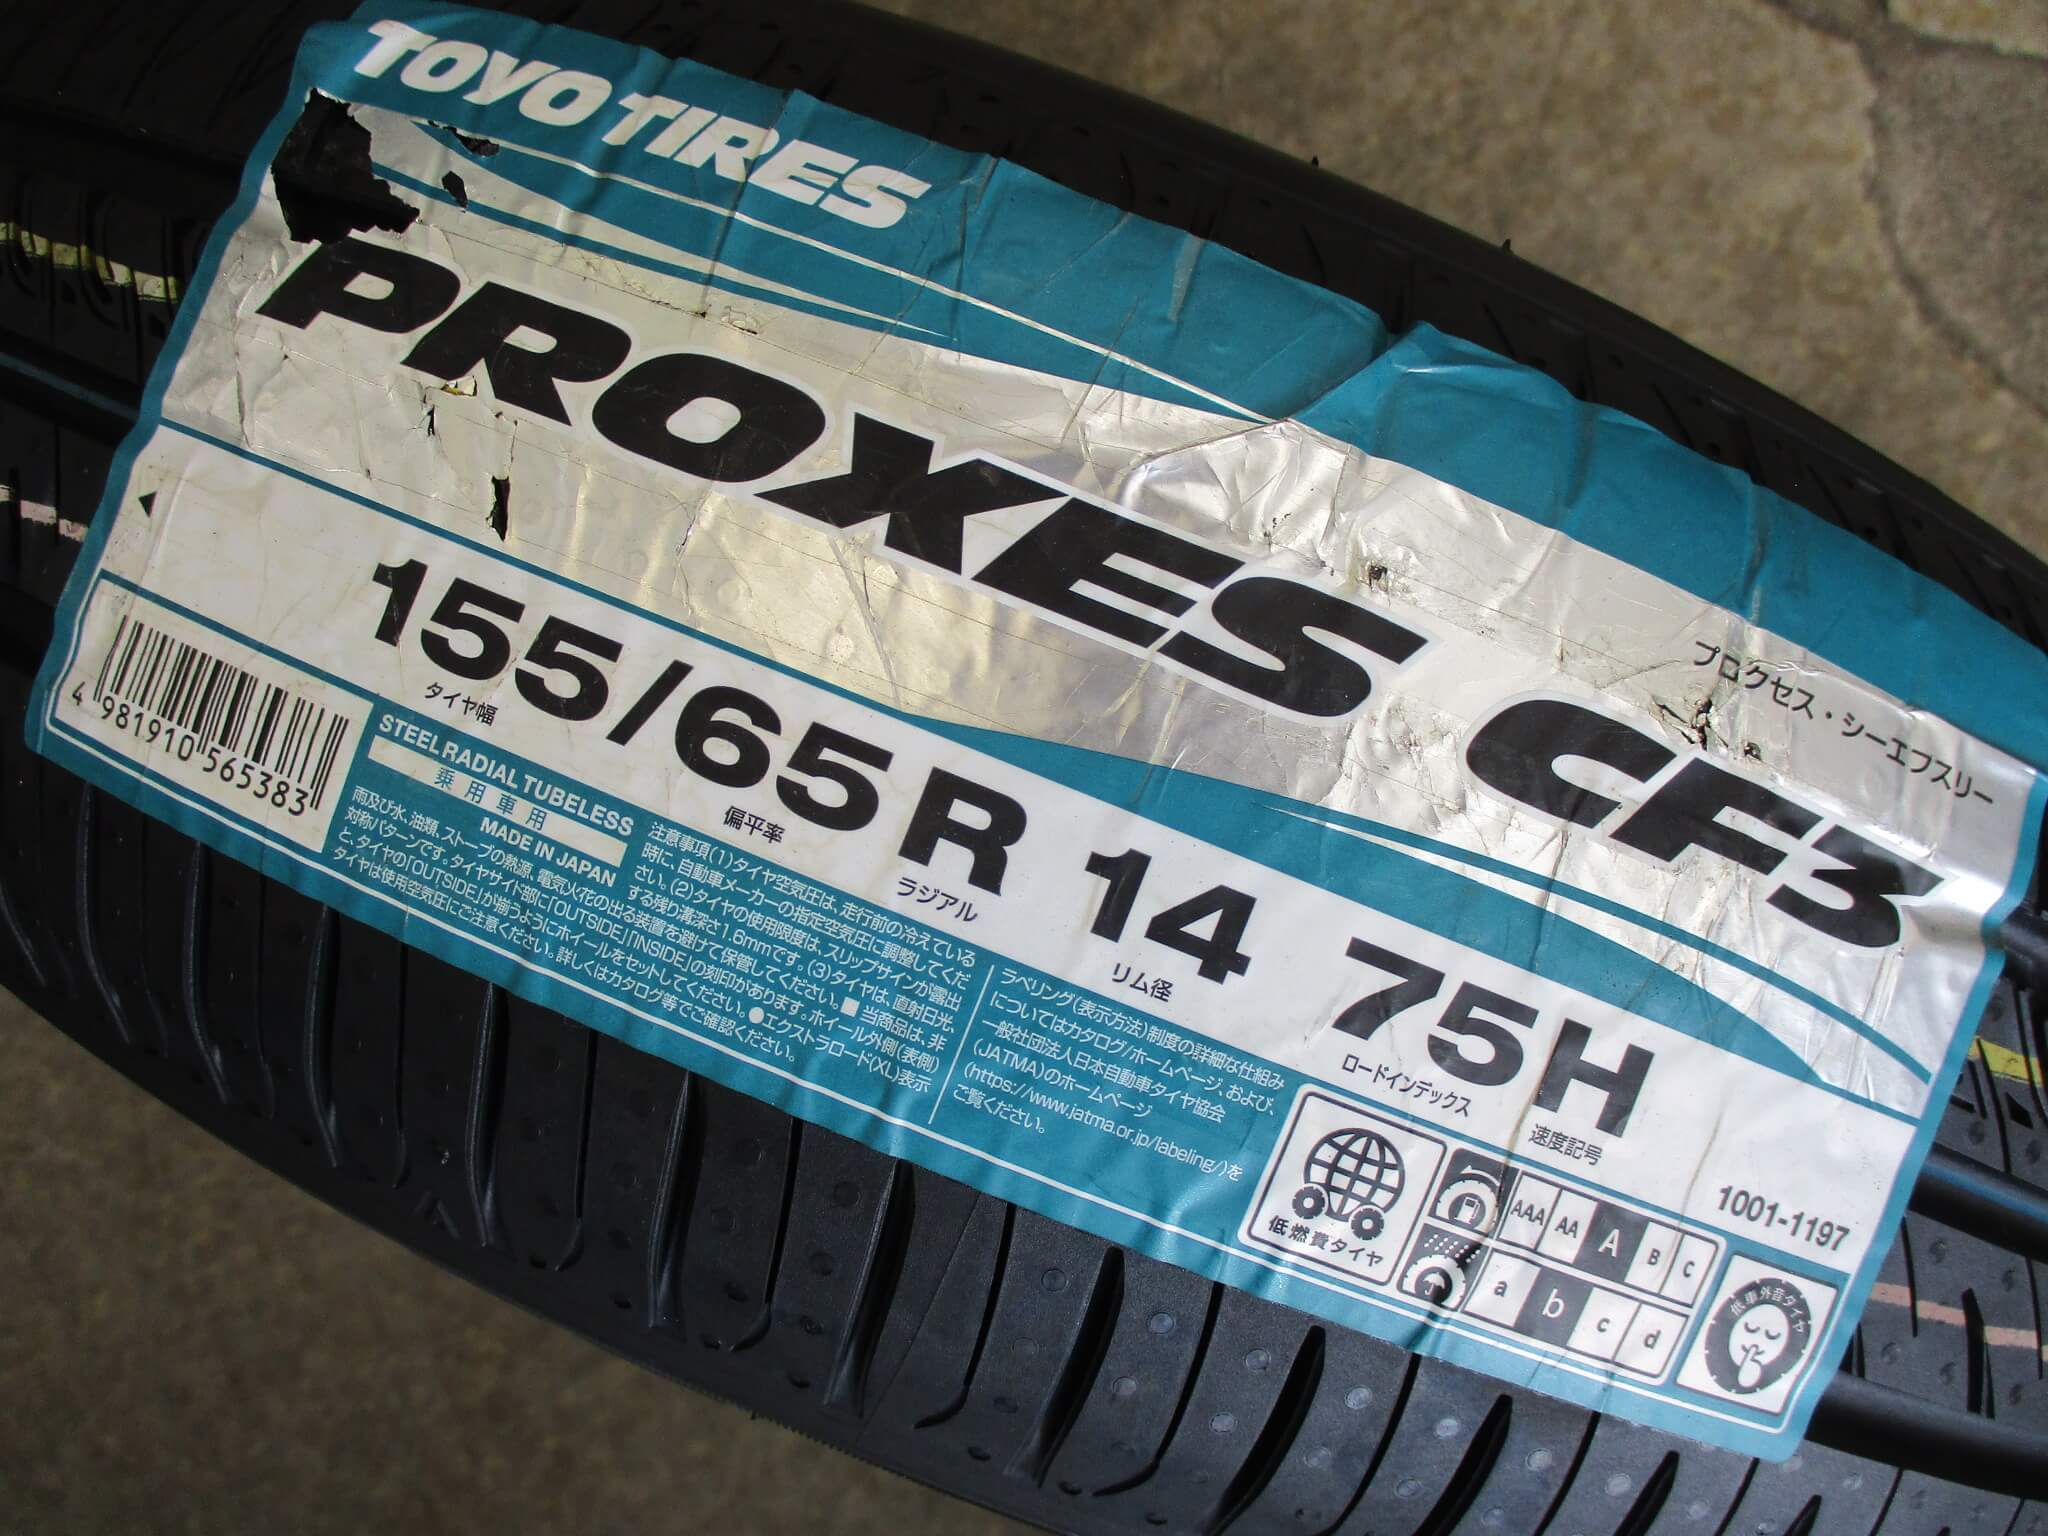 TOYO TIRES
PROXES CF3
プロクセス・シーエフスリー
155/65 R 14 75H
タイヤ幅 偏平率 ラジアル リム径 ロードインデックス 速度記号
1001-1197
4 981910 565383
STEEL RADIAL TUBELESS
乗用車用
MADE IN JAPAN
注意事項(1)タイヤ空気圧は、走行前の冷えている
時に、自動車メーカーの指定空気圧に調整してくだ
さい。(2)タイヤの使用限度は、スリップサインが露出
する残り溝深さ1.6mmです。(3)タイヤは、直射日光、
雨及び水、油類、ストーブの熱源、電気火花の出る装置を避けて保管してください。■当商品は、非
対称パターンです。タイヤサイド部に「OUTSIDE」「INSIDE」の刻印があります。ホイール外側(表側)
と、タイヤの「OUTSIDE」が揃うようにホイールをセットしてください。●エクストラロード(XL)表示
タイヤは使用空気圧にご注意ください。詳しくはカタログ等でご確認ください。
ラベリング(表示方法)制度の詳細な仕組み
についてはカタログ/ホームページ、および、
一般社団法人日本自動車タイヤ協会
(JATMA)のホームページ
(https://www.jatma.or.jp/labeling/)を
ご覧ください。
低燃費タイヤ
AAA AA A B C
a b c d
低車外音タイヤ